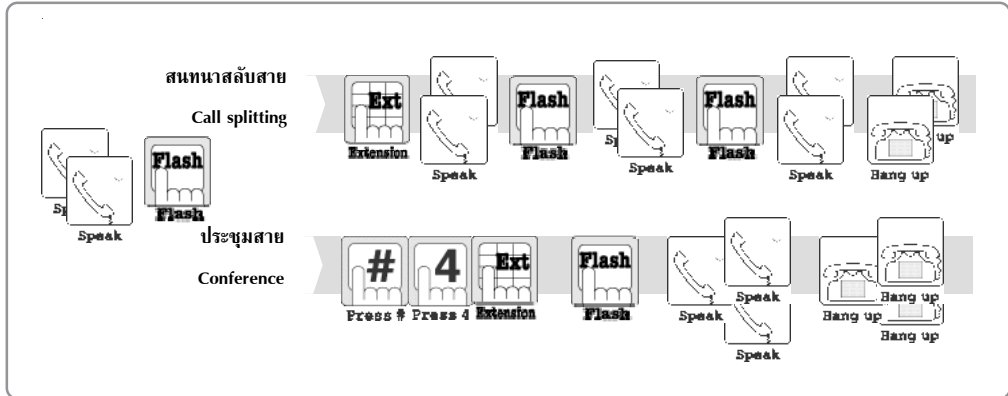 สนทนาสลับสาย
Call splitting
Ext
Extension
Speak
Flash
Flash
Speak
Flash
Flash
Speak
up
Hang up
Speak
Flash
Flash
ประชุมสาย
Conference
#
Press #
4
Press 4
Ext
Extension
Flash
Flash
Speak
Speak
Speak
Hang up
Hang up
Hang up